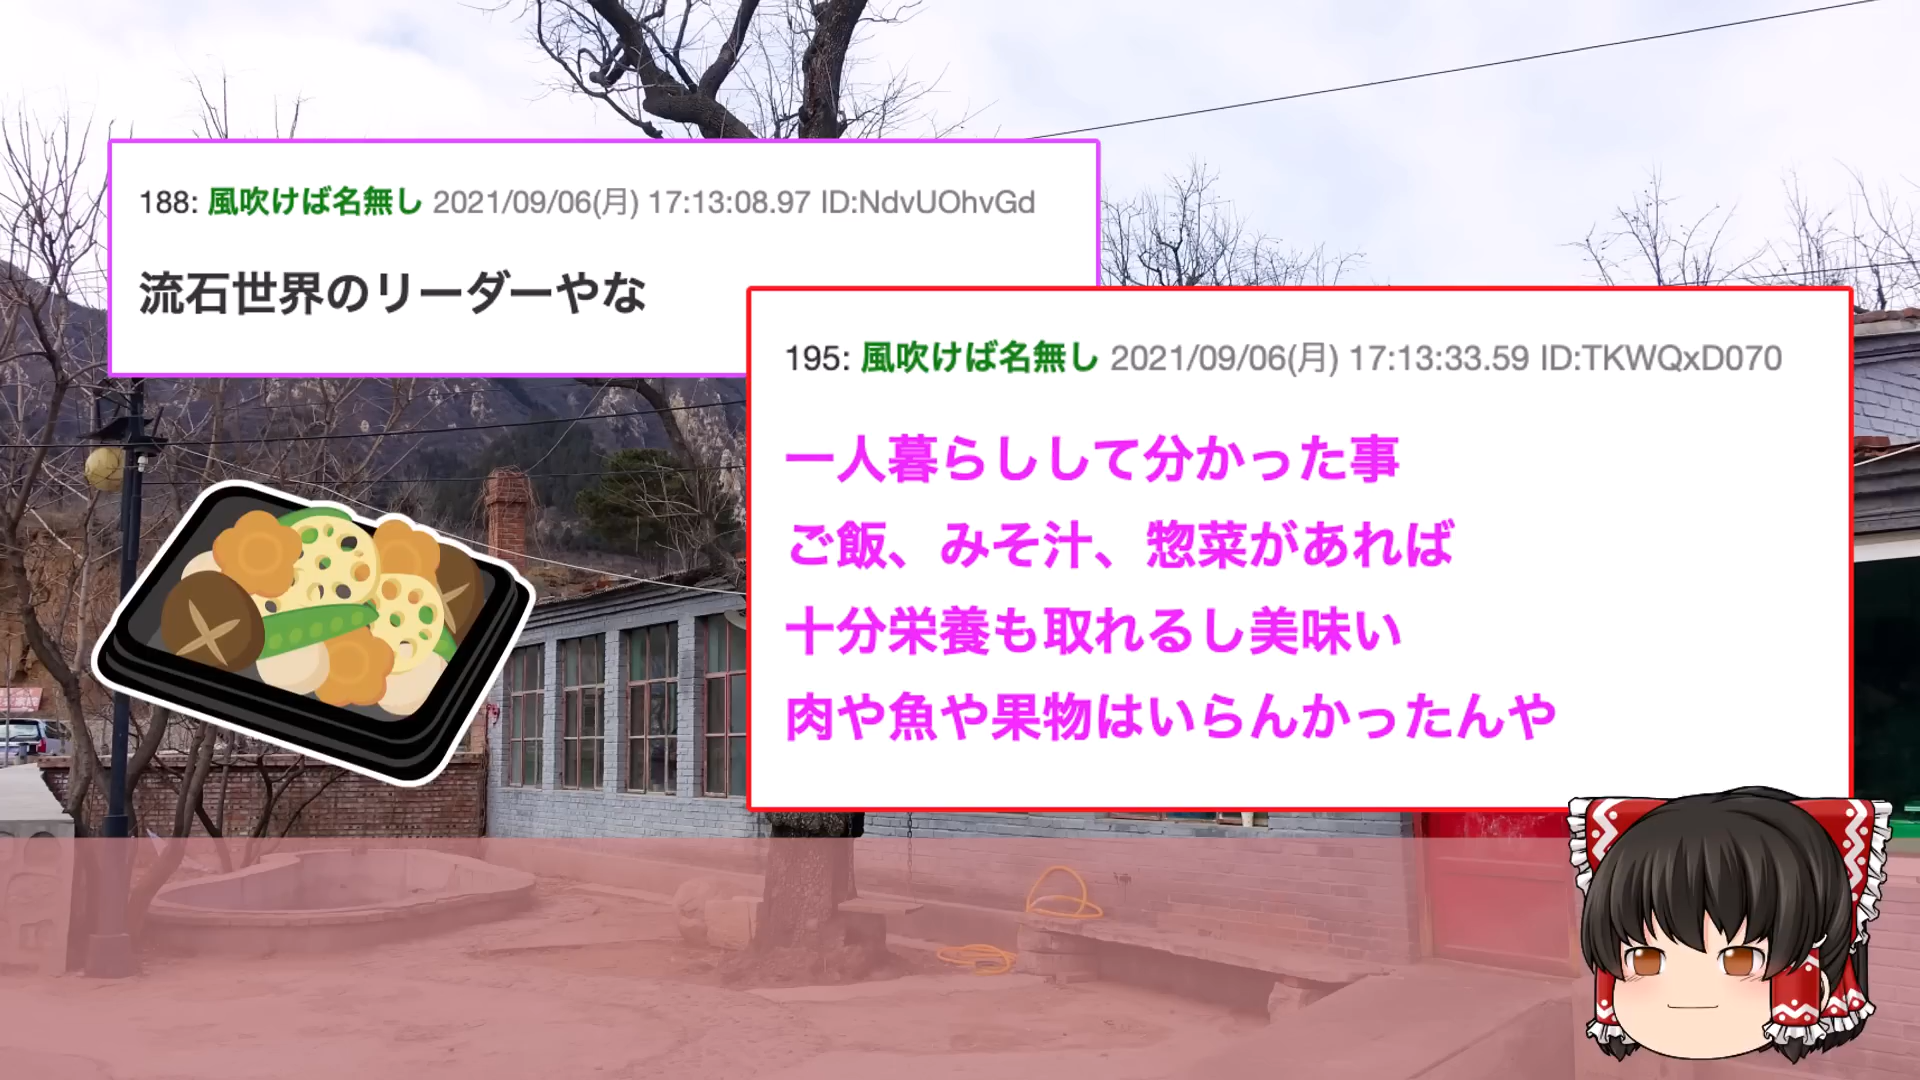 188: 風吹けば名無し 2021/09/06(月) 17:13:08.97 ID:NdvUOhvGd
流石世界のリーダーやな
195: 風吹けば名無し 2021/09/06(月) 17:13:33.59 ID:TKWQxD070
一人暮らしして分かった事
ご飯、みそ汁、惣菜があれば
十分栄養も取れるし美味い
肉や魚や果物はいらんかったんや